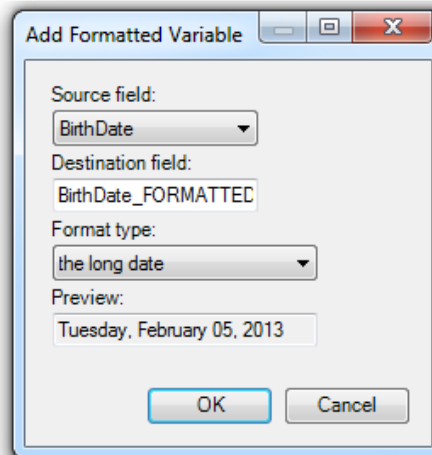 Add Formatted Variable
Source field:
BirthDate
Destination field:
BirthDate_FORMATTED
Format type:
the long date
Preview:
Tuesday, February 05, 2013
OK
Cancel